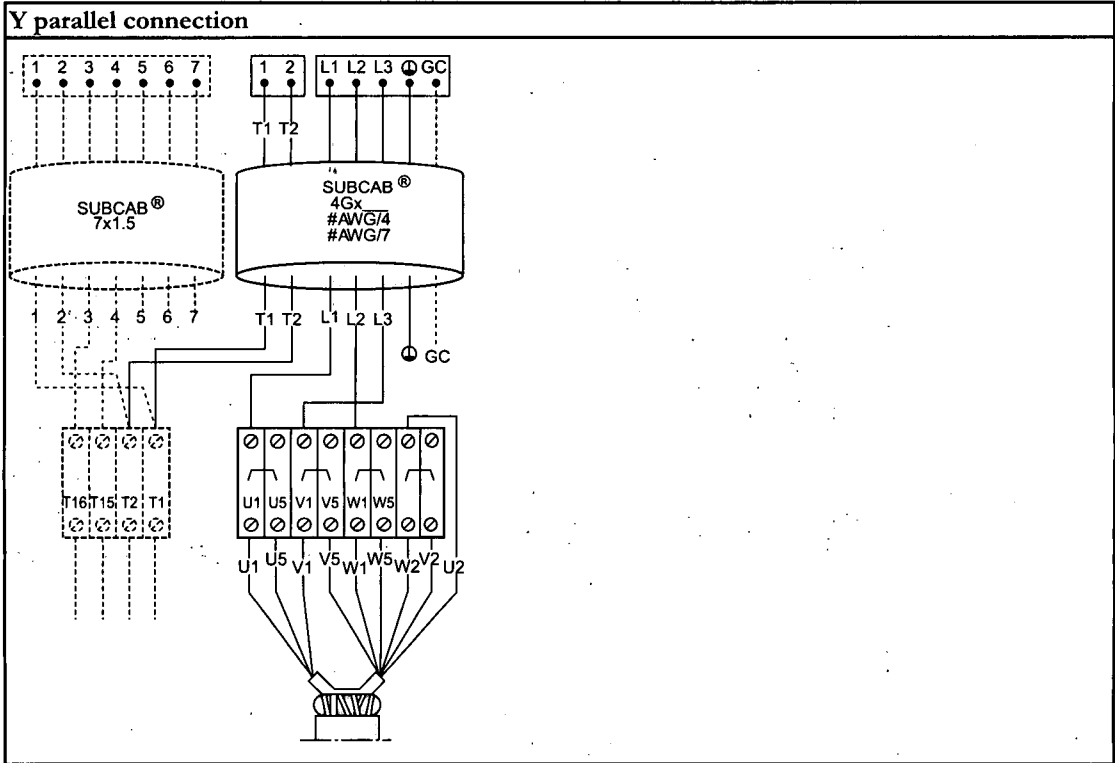 Y parallel connection
1 2 3 4 5 6 7
1 2
L1 L2 L3 GC
T1 T2
SUBCAB®
7x1.5
SUBCAB®
4Gx__
#AWG/4
#AWG/7
1 2 3 4 5 6 7
T1 T2 L1 L2 L3
GC
T16 T15 T2 T1
U1 U5 V1 V5 W1 W5
U1 U5 V1 V5 W1 W5 W2 V2 U2